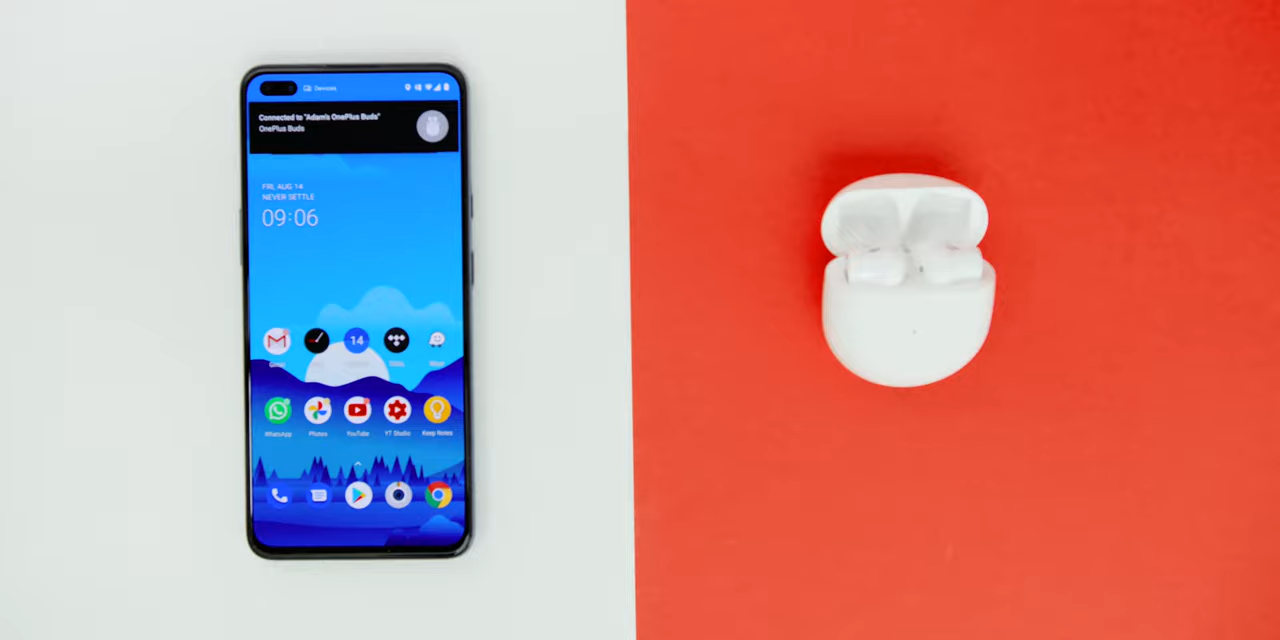 Devices
Connected to "Adam's OnePlus Buds"
OnePlus Buds
FRI, AUG 14
NEVER SETTLE
09:06
14
WhatsApp Photos YouTube YT Studio Keep Notes